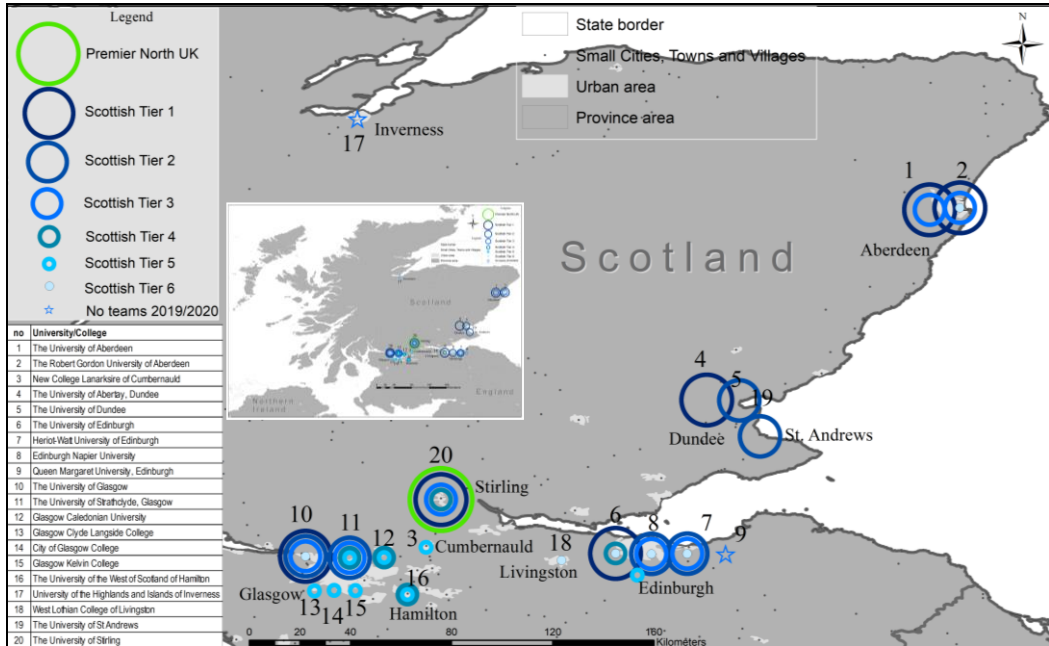 Legend
Premier North UK
Scottish Tier 1
Scottish Tier 2
Scottish Tier 3
Scottish Tier 4
Scottish Tier 5
Scottish Tier 6
No teams 2019/2020
State border
Small Cities, Towns and Villages
Urban area
Province area
N
17
Inverness
1
2
Aberdeen
Scotland
Scotland
Northern
Ireland
England
4
5
19
Dundee
St. Andrews
20
Stirling
10
11
12
3
Cumbernauld
18
Livingston
6
8
7
9
Edinburgh
Glasgow
13
14
15
16
Hamilton
0
20
40
80
120
160
Kilometers
no University/College
1 The University of Aberdeen
2 The Robert Gordon University of Aberdeen
3 New College Lanarksire of Cumbernauld
4 The University of Abertay, Dundee
5 The University of Dundee
6 The University of Edinburgh
7 Heriot-Watt University of Edinburgh
8 Edinburgh Napier University
9 Queen Margaret University, Edinburgh
10 The University of Glasgow
11 The University of Strathclyde, Glasgow
12 Glasgow Caledonian University
13 Glasgow Clyde Langside College
14 City of Glasgow College
15 Glasgow Kelvin College
16 The University of the West of Scotland of Hamilton
17 University of the Highlands and Islands of Inverness
18 West Lothian College of Livingston
19 The University of St Andrews
20 The University of Stirling